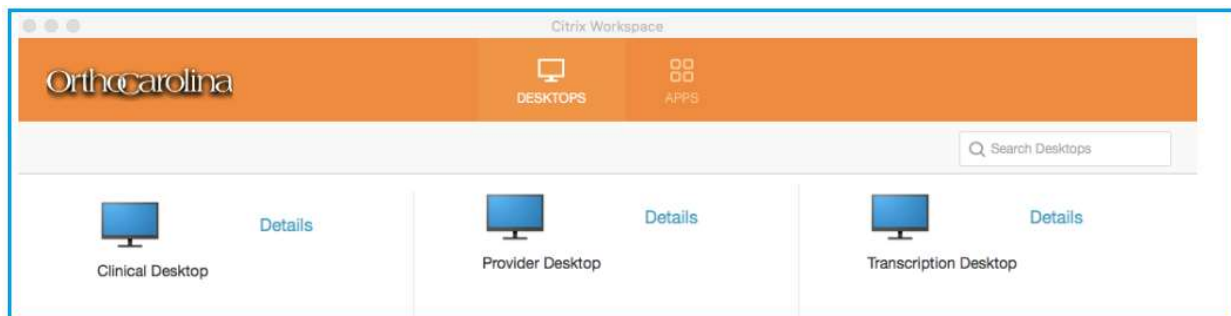 Citrix Workspace
OrthoCarolina
DESKTOPS
APPS
Search Desktops
Details
Details
Details
Clinical Desktop
Provider Desktop
Transcription Desktop